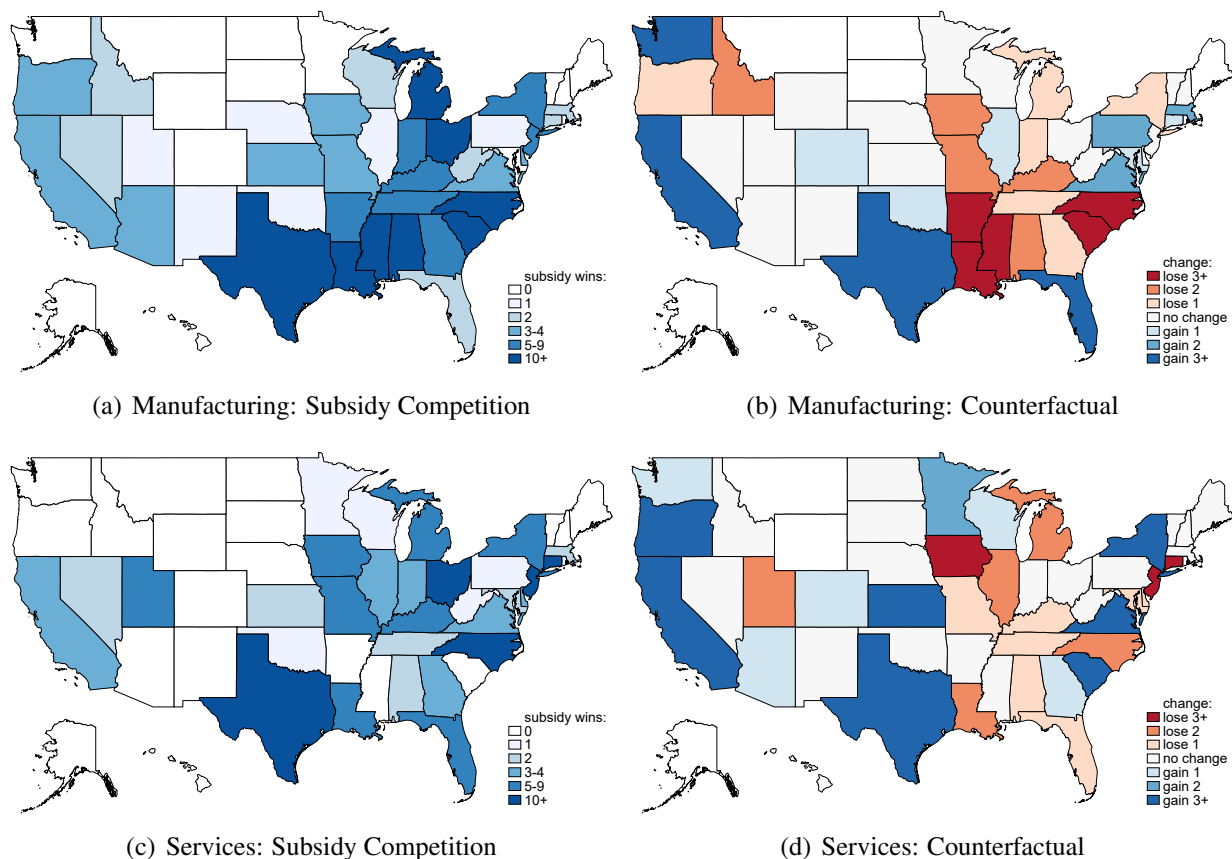 subsidy wins:
0
1
2
3-4
5-9
10+
change:
lose 3+
lose 2
lose 1
no change
gain 1
gain 2
gain 3+
(a) Manufacturing: Subsidy Competition
(b) Manufacturing: Counterfactual
subsidy wins:
0
1
2
3-4
5-9
10+
change:
lose 3+
lose 2
lose 1
no change
gain 1
gain 2
gain 3+
(c) Services: Subsidy Competition
(d) Services: Counterfactual